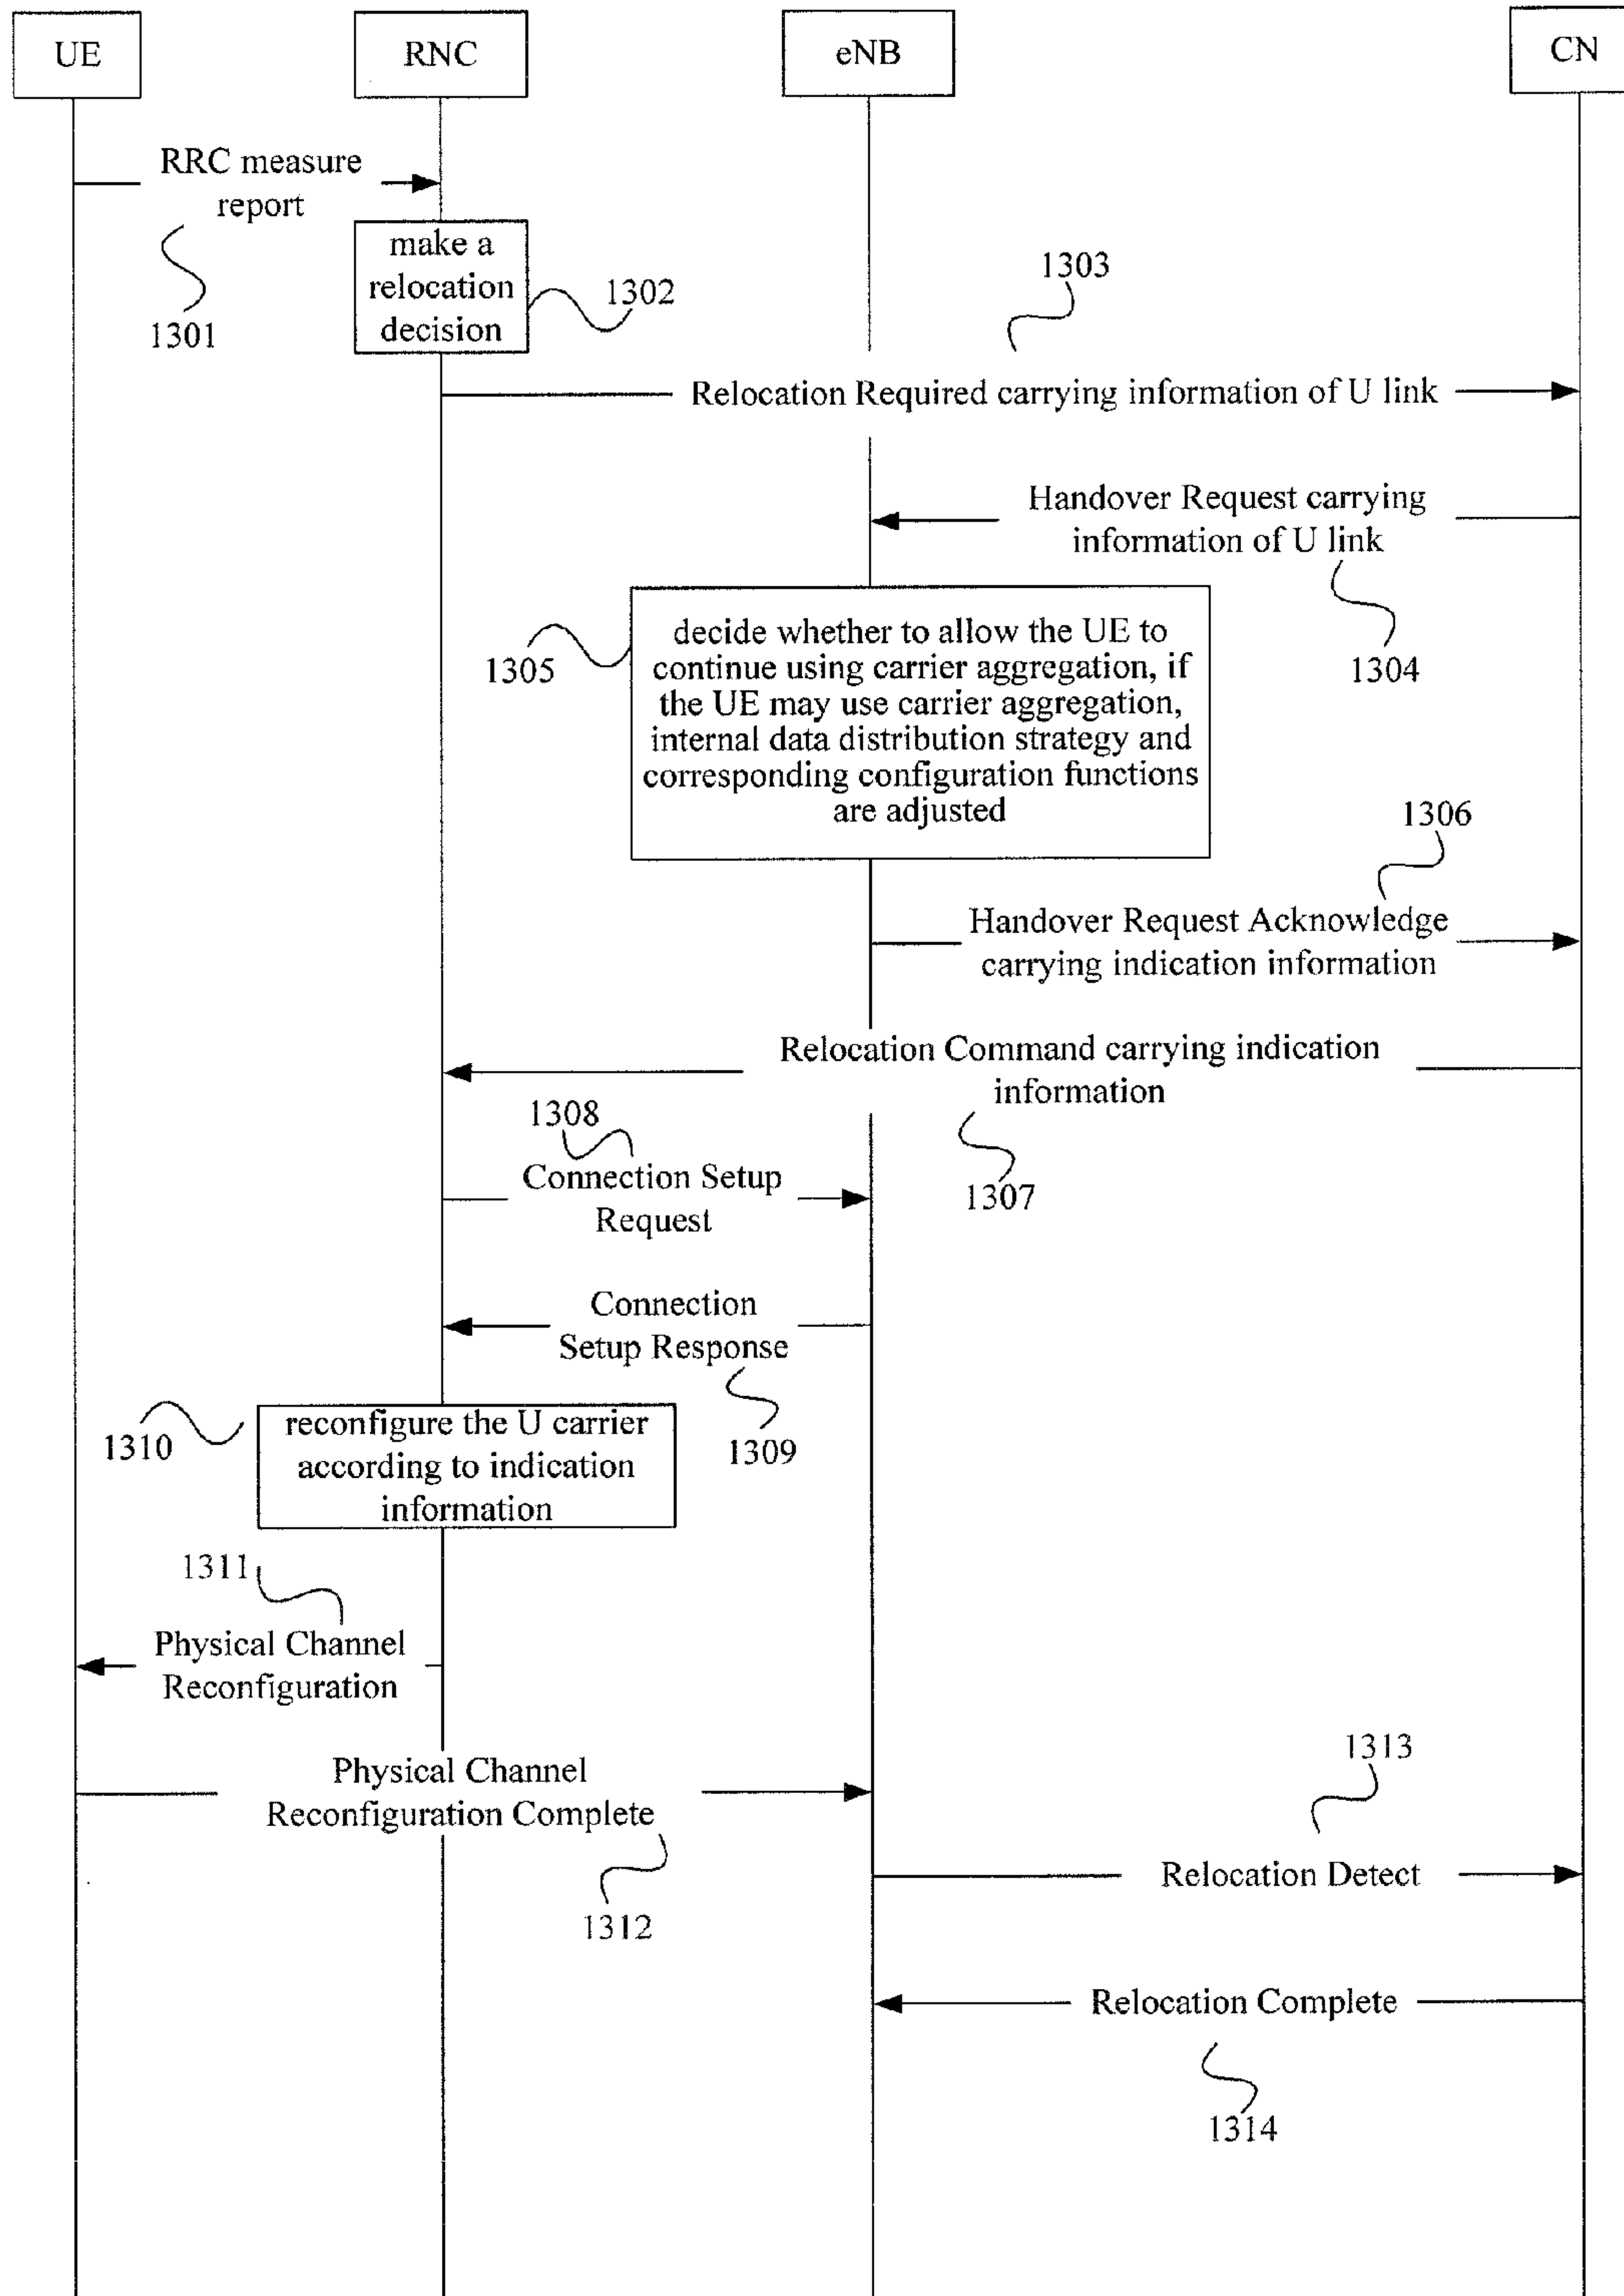 UE
RNC
eNB
CN
RRC measure
report
1301
make a
relocation
decision
1302
1303
Relocation Required carrying information of U link
Handover Request carrying
information of U link
1304
1305
decide whether to allow the UE to
continue using carrier aggregation, if
the UE may use carrier aggregation,
internal data distribution strategy and
corresponding configuration functions
are adjusted
1306
Handover Request Acknowledge
carrying indication information
Relocation Command carrying indication
information
1307
1308
Connection Setup
Request
Connection
Setup Response
1309
1310
reconfigure the U carrier
according to indication
information
1311
Physical Channel
Reconfiguration
Physical Channel
Reconfiguration Complete
1312
1313
Relocation Detect
Relocation Complete
1314